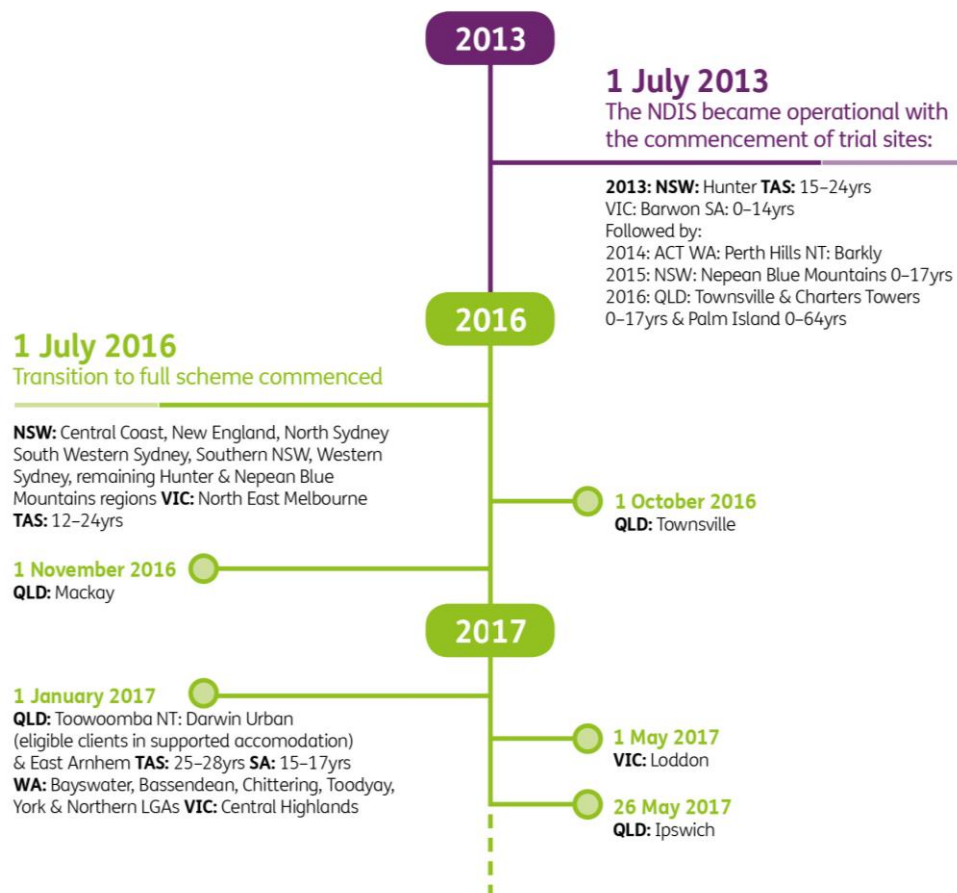 2013
1 July 2013
The NDIS became operational with
the commencement of trial sites:
2013: NSW: Hunter TAS: 15–24yrs
VIC: Barwon SA: 0–14yrs
Followed by:
2014: ACT WA: Perth Hills NT: Barkly
2015: NSW: Nepean Blue Mountains 0–17yrs
2016: QLD: Townsville & Charters Towers
0–17yrs & Palm Island 0–64yrs
2016
1 July 2016
Transition to full scheme commenced
NSW: Central Coast, New England, North Sydney
South Western Sydney, Southern NSW, Western
Sydney, remaining Hunter & Nepean Blue
Mountains regions VIC: North East Melbourne
TAS: 12–24yrs
1 October 2016
QLD: Townsville
1 November 2016
QLD: Mackay
2017
1 January 2017
QLD: Toowoomba NT: Darwin Urban
(eligible clients in supported accomodation)
& East Arnhem TAS: 25–28yrs SA: 15–17yrs
WA: Bayswater, Bassendean, Chittering, Toodyay,
York & Northern LGAs VIC: Central Highlands
1 May 2017
VIC: Loddon
26 May 2017
QLD: Ipswich